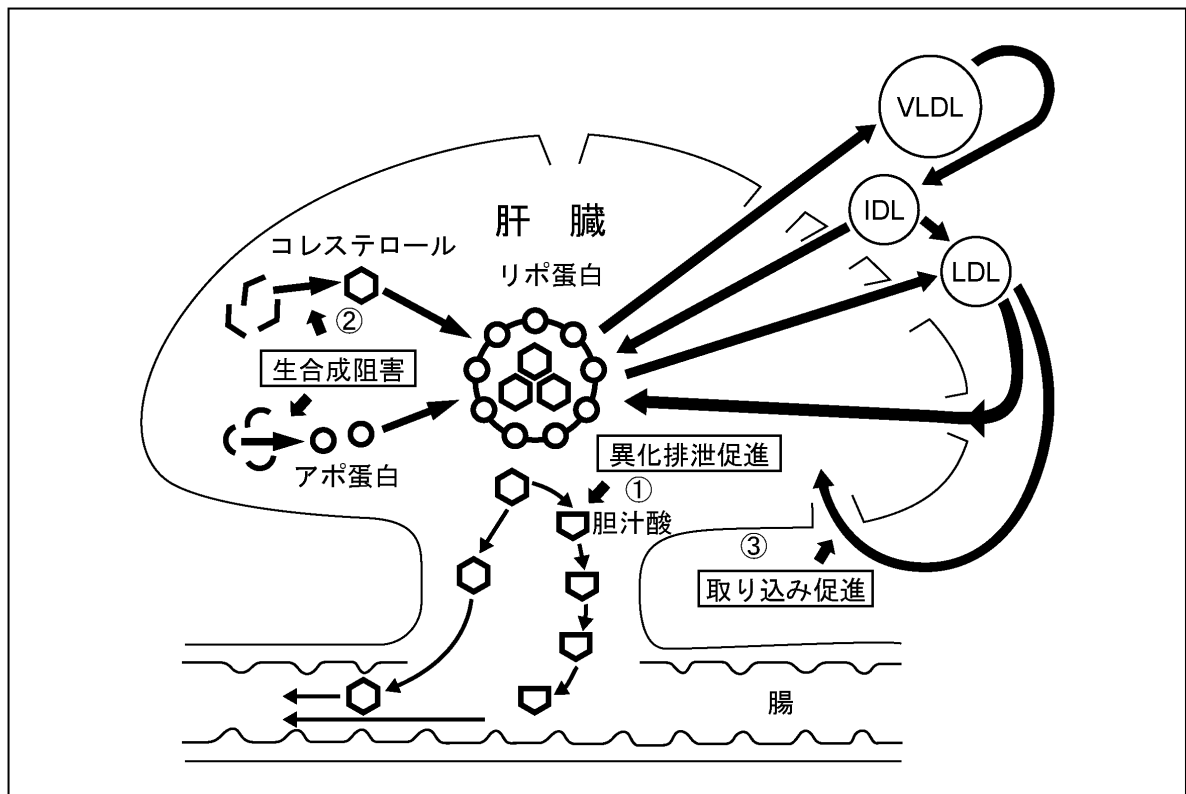 VLDL
IDL
LDL
肝 臓
コレステロール
リポ蛋白
②
生合成阻害
アポ蛋白
異化排泄促進
①
胆汁酸
③
取り込み促進
腸